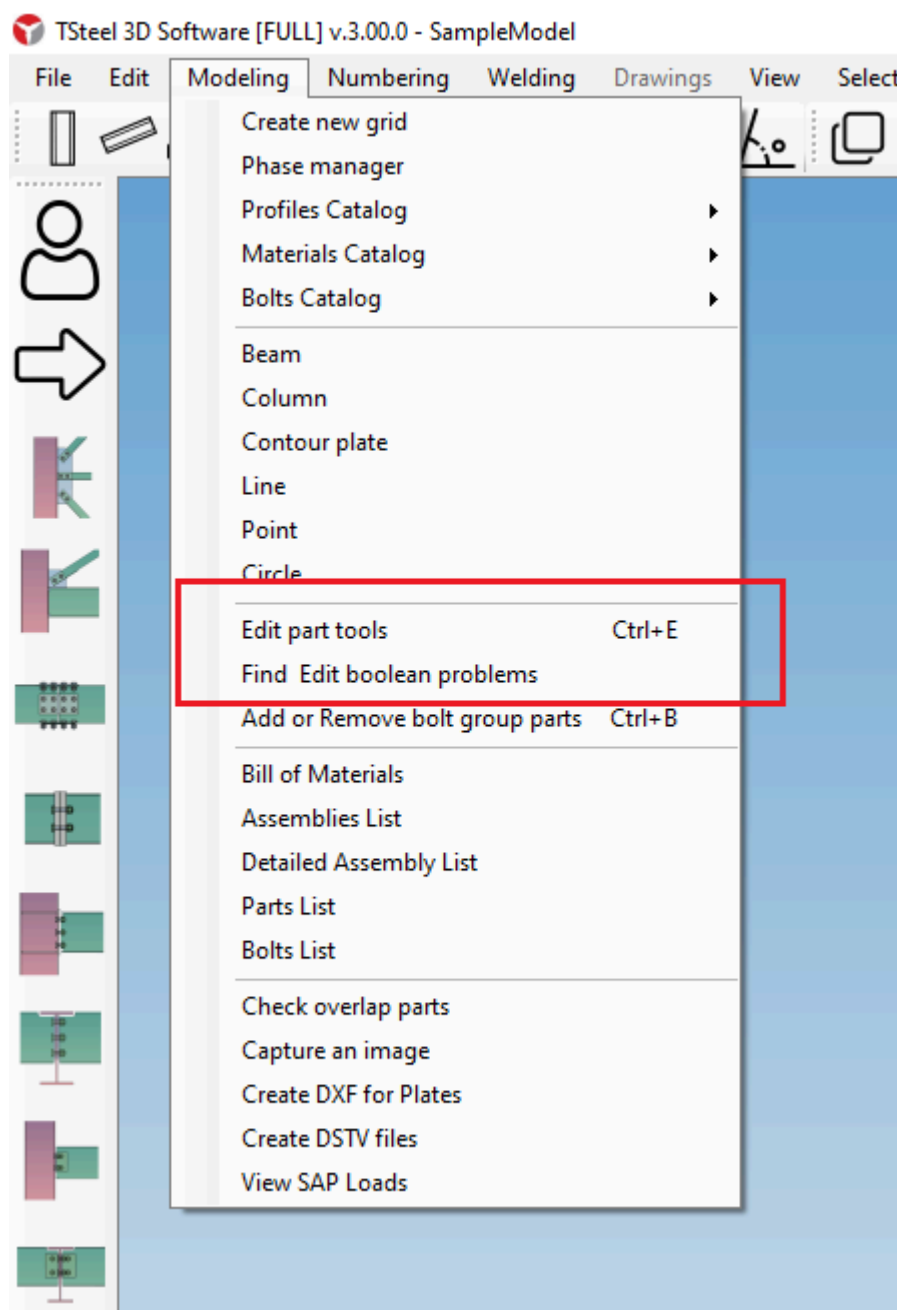 TSteel 3D Software [FULL] v.3.00.0 - SampleModel
File Edit Modeling Numbering Welding Drawings View Select
Create new grid
Phase manager
Profiles Catalog
Materials Catalog
Bolts Catalog
Beam
Column
Contour plate
Line
Point
Circle
Edit part tools Ctrl+E
Find Edit boolean problems
Add or Remove bolt group parts Ctrl+B
Bill of Materials
Assemblies List
Detailed Assembly List
Parts List
Bolts List
Check overlap parts
Capture an image
Create DXF for Plates
Create DSTV files
View SAP Loads